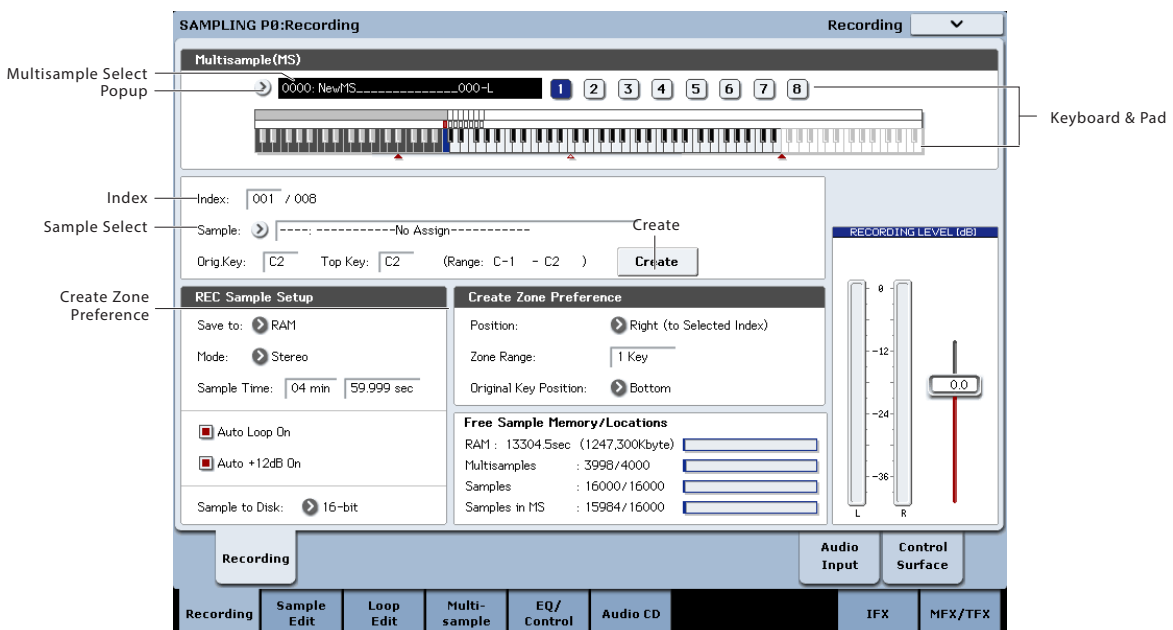 SAMPLING P0:Recording
Recording
Multisample(MS)
Multisample Select
Popup
0000: NewMS______________000-L
1 2 3 4 5 6 7 8
Keyboard & Pad
Index
Index: 001 / 008
Sample Select
Sample: ----: -----------No Assign-----------
Create
Orig.Key: C2 Top Key: C2 (Range: C-1 - C2 ) Create
RECORDING LEVEL [dB]
Create Zone
Preference
REC Sample Setup
Save to: RAM
Mode: Stereo
Sample Time: 04 min 59.999 sec
Auto Loop On
Auto +12dB On
Sample to Disk: 16-bit
Create Zone Preference
Position: Right (to Selected Index)
Zone Range: 1 Key
Original Key Position: Bottom
Free Sample Memory/Locations
RAM : 13304.5sec (1247,300Kbyte)
Multisamples : 3998/4000
Samples : 16000/16000
Samples in MS : 15984/16000
- 0 -
-12-
-24-
-36-
L R
0.0
Recording
Audio
Input
Control
Surface
Recording
Sample
Edit
Loop
Edit
Multi-
sample
EQ/
Control
Audio CD
IFX
MFX/TFX